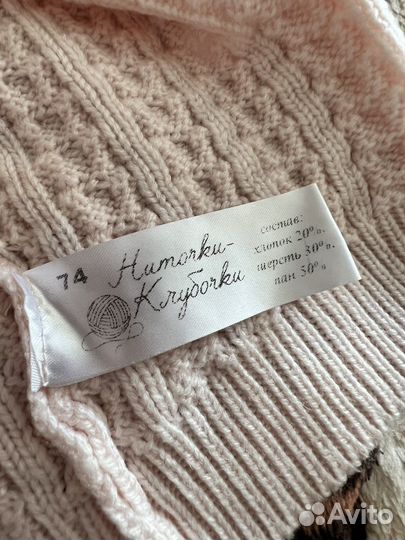 74
Ниточки-
Клубочки
состав:
хлопок 20%,
шерсть 30%.
пан 50%
Avito